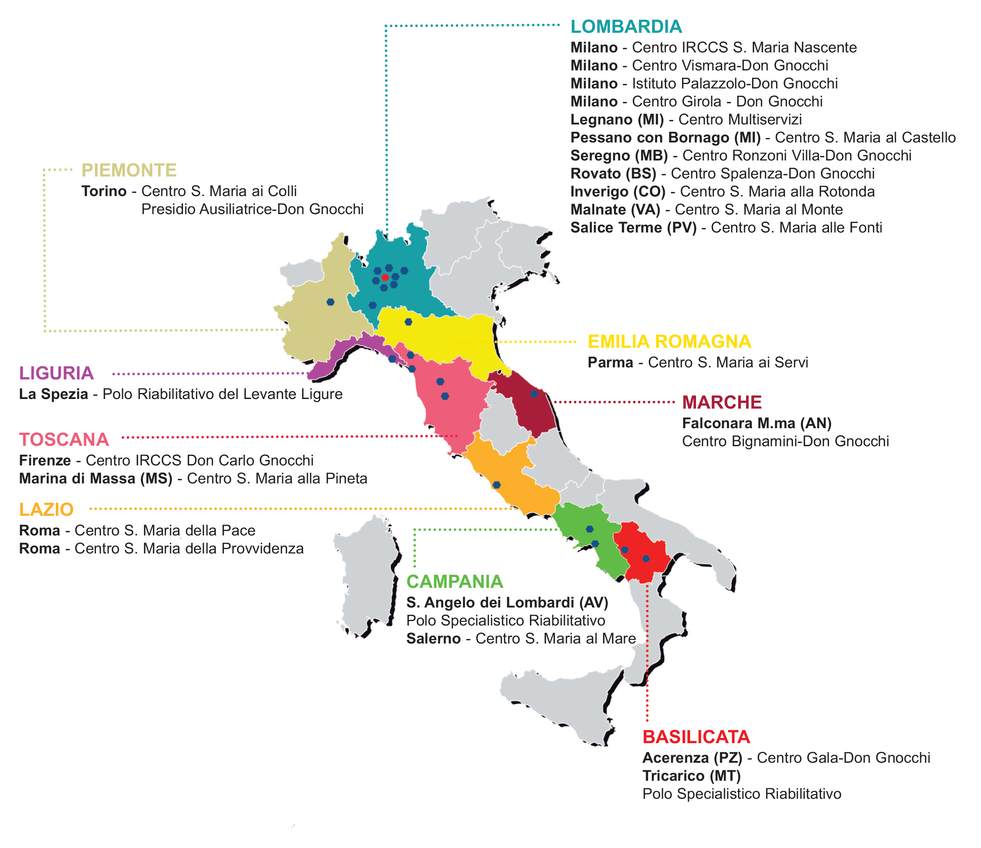 LOMBARDIA
Milano - Centro IRCCS S. Maria Nascente
Milano - Centro Vismara-Don Gnocchi
Milano - Istituto Palazzolo-Don Gnocchi
Milano - Centro Girola - Don Gnocchi
Legnano (MI) - Centro Multiservizi
Pessano con Bornago (MI) - Centro S. Maria al Castello
Seregno (MB) - Centro Ronzoni Villa-Don Gnocchi
Rovato (BS) - Centro Spalenza-Don Gnocchi
Inverigo (CO) - Centro S. Maria alla Rotonda
Malnate (VA) - Centro S. Maria al Monte
Salice Terme (PV) - Centro S. Maria alle Fonti
PIEMONTE
Torino - Centro S. Maria ai Colli
Presidio Ausiliatrice-Don Gnocchi
EMILIA ROMAGNA
Parma - Centro S. Maria ai Servi
LIGURIA
La Spezia - Polo Riabilitativo del Levante Ligure
MARCHE
Falconara M.ma (AN)
Centro Bignamini-Don Gnocchi
TOSCANA
Firenze - Centro IRCCS Don Carlo Gnocchi
Marina di Massa (MS) - Centro S. Maria alla Pineta
LAZIO
Roma - Centro S. Maria della Pace
Roma - Centro S. Maria della Provvidenza
CAMPANIA
S. Angelo dei Lombardi (AV)
Polo Specialistico Riabilitativo
Salerno - Centro S. Maria al Mare
BASILICATA
Acerenza (PZ) - Centro Gala-Don Gnocchi
Tricarico (MT)
Polo Specialistico Riabilitativo